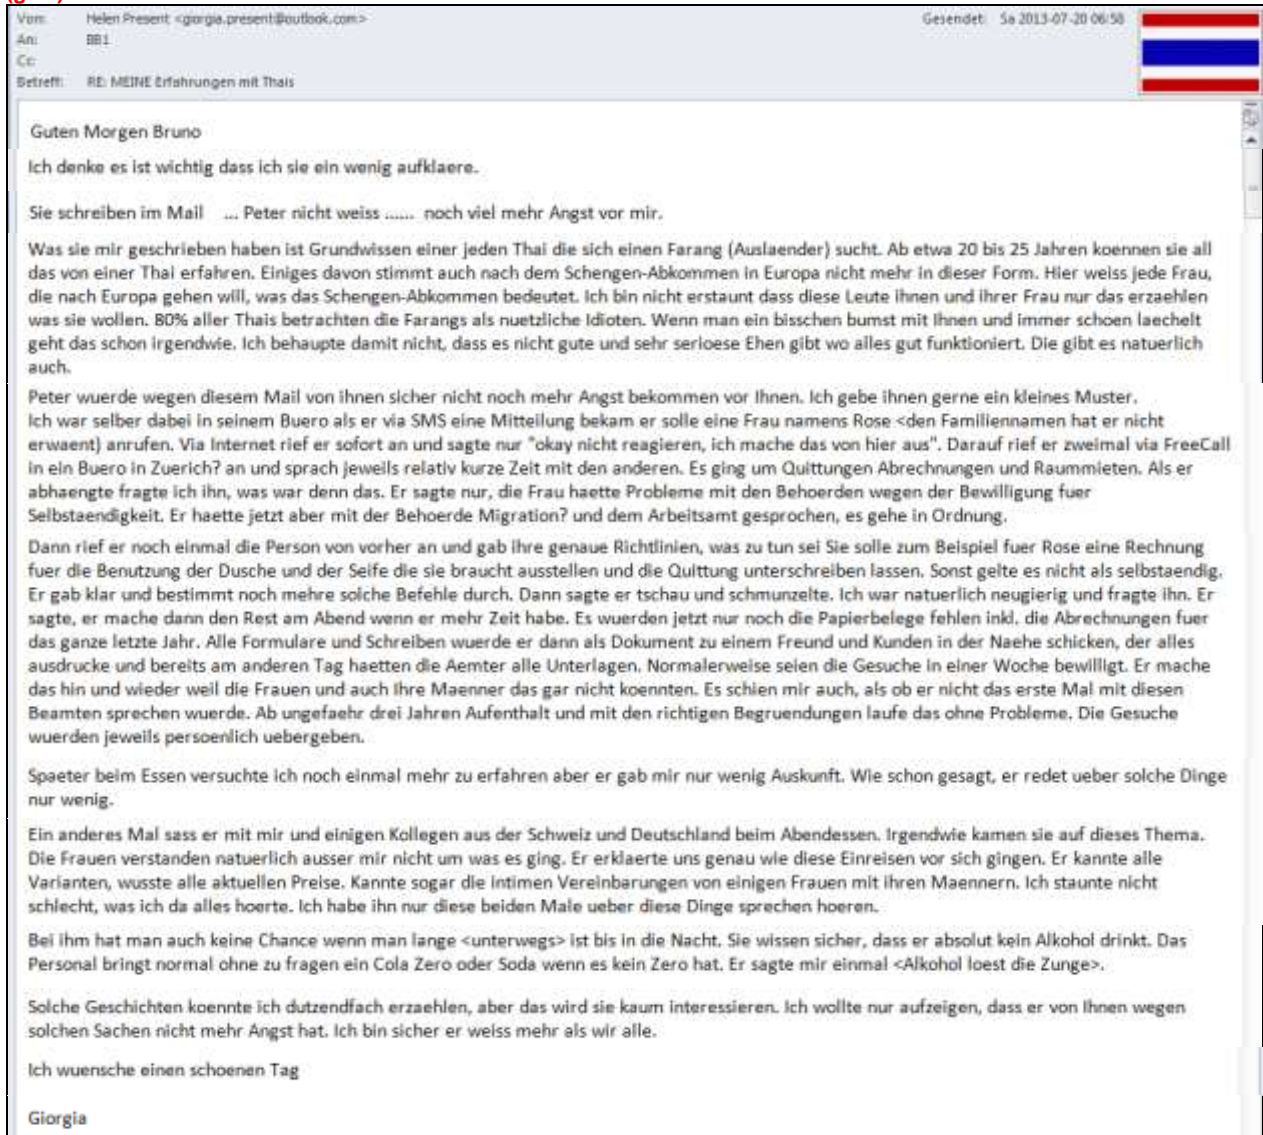 Vom: Helen Present <giorgia.present@outlook.com> Gesendet: Sa 2013-07-20 06:58
An: BB1
Cc:
Betreff: RE: MEINE Erfahrungen mit Thais
Guten Morgen Bruno
Ich denke es ist wichtig dass ich sie ein wenig aufklaere.
Sie schreiben im Mail ... Peter nicht weiss ...... noch viel mehr Angst vor mir.
Was sie mir geschrieben haben ist Grundwissen einer jeden Thai die sich einen Farang (Auslaender) sucht. Ab etwa 20 bis 25 Jahren koennen sie all
das von einer Thai erfahren. Einiges davon stimmt auch nach dem Schengen-Abkommen in Europa nicht mehr in dieser Form. Hier weiss jede Frau,
die nach Europa gehen will, was das Schengen-Abkommen bedeutet. Ich bin nicht erstaunt dass diese Leute ihnen und ihrer Frau nur das erzaehlen
was sie wollen. 80% aller Thais betrachten die Farangs als nuetzliche Idioten. Wenn man ein bisschen bumst mit Ihnen und immer schoen laechelt
geht das schon irgendwie. Ich behaupte damit nicht, dass es nicht gute und sehr serioese Ehen gibt wo alles gut funktioniert. Die gibt es natuerlich
auch.
Peter wuerde wegen diesem Mail von ihnen sicher nicht noch mehr Angst bekommen vor Ihnen. Ich gebe ihnen gerne ein kleines Muster.
Ich war selber dabei in seinem Buero als er via SMS eine Mitteilung bekam er solle eine Frau namens Rose <den Familiennamen hat er nicht
erwaent) anrufen. Via Internet rief er sofort an und sagte nur "okay nicht reagieren, ich mache das von hier aus". Darauf rief er zweimal via FreeCall
in ein Buero in Zuerich? an und sprach jeweils relativ kurze Zeit mit den anderen. Es ging um Quittungen Abrechnungen und Raummieten. Als er
abhaengte fragte ich ihn, was war denn das. Er sagte nur, die Frau haette Probleme mit den Behoerden wegen der Bewilligung fuer
Selbstaendigkeit. Er haette jetzt aber mit der Behoerde Migration? und dem Arbeitsamt gesprochen, es gehe in Ordnung.
Dann rief er noch einmal die Person von vorher an und gab ihre genaue Richtlinien, was zu tun sei Sie solle zum Beispiel fuer Rose eine Rechnung
fuer die Benutzung der Dusche und der Seife die sie braucht ausstellen und die Quittung unterschreiben lassen. Sonst gelte es nicht als selbstaendig.
Er gab klar und bestimmt noch mehre solche Befehle durch. Dann sagte er tschau und schmunzelte. Ich war natuerlich neugierig und fragte ihn. Er
sagte, er mache dann den Rest am Abend wenn er mehr Zeit habe. Es wuerden jetzt nur noch die Papierbelege fehlen inkl. die Abrechnungen fuer
das ganze letzte Jahr. Alle Formulare und Schreiben wuerde er dann als Dokument zu einem Freund und Kunden in der Naehe schicken, der alles
ausdrucke und bereits am anderen Tag haetten die Aemter alle Unterlagen. Normalerweise seien die Gesuche in einer Woche bewilligt. Er mache
das hin und wieder weil die Frauen und auch Ihre Maenner das gar nicht koennten. Es schien mir auch, als ob er nicht das erste Mal mit diesen
Beamten sprechen wuerde. Ab ungefaehr drei Jahren Aufenthalt und mit den richtigen Begruendungen laufe das ohne Probleme. Die Gesuche
wuerden jeweils persoenlich uebergeben.
Spaeter beim Essen versuchte ich noch einmal mehr zu erfahren aber er gab mir nur wenig Auskunft. Wie schon gesagt, er redet ueber solche Dinge
nur wenig.
Ein anderes Mal sass er mit mir und einigen Kollegen aus der Schweiz und Deutschland beim Abendessen. Irgendwie kamen sie auf dieses Thema.
Die Frauen verstanden natuerlich ausser mir nicht um was es ging. Er erklaerte uns genau wie diese Einreisen vor sich gingen. Er kannte alle
Varianten, wusste alle aktuellen Preise. Kannte sogar die intimen Vereinbarungen von einigen Frauen mit ihren Maennern. Ich staunte nicht
schlecht, was ich da alles hoerte. Ich habe ihn nur diese beiden Male ueber diese Dinge sprechen hoeren.
Bei ihm hat man auch keine Chance wenn man lange <unterwegs> ist bis in die Nacht. Sie wissen sicher, dass er absolut kein Alkohol drinkt. Das
Personal bringt normal ohne zu fragen ein Cola Zero oder Soda wenn es kein Zero hat. Er sagte mir einmal <Alkohol loest die Zunge>.
Solche Geschichten koennte ich dutzendfach erzaehlen, aber das wird sie kaum interessieren. Ich wollte nur aufzeigen, dass er von Ihnen wegen
solchen Sachen nicht mehr Angst hat. Ich bin sicher er weiss mehr als wir alle.
Ich wuensche einen schoenen Tag
Giorgia